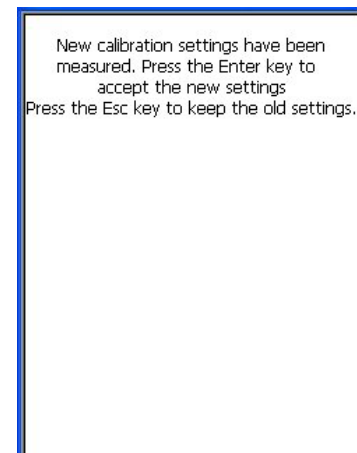 New calibration settings have been
measured. Press the Enter key to
accept the new settings
Press the Esc key to keep the old settings.